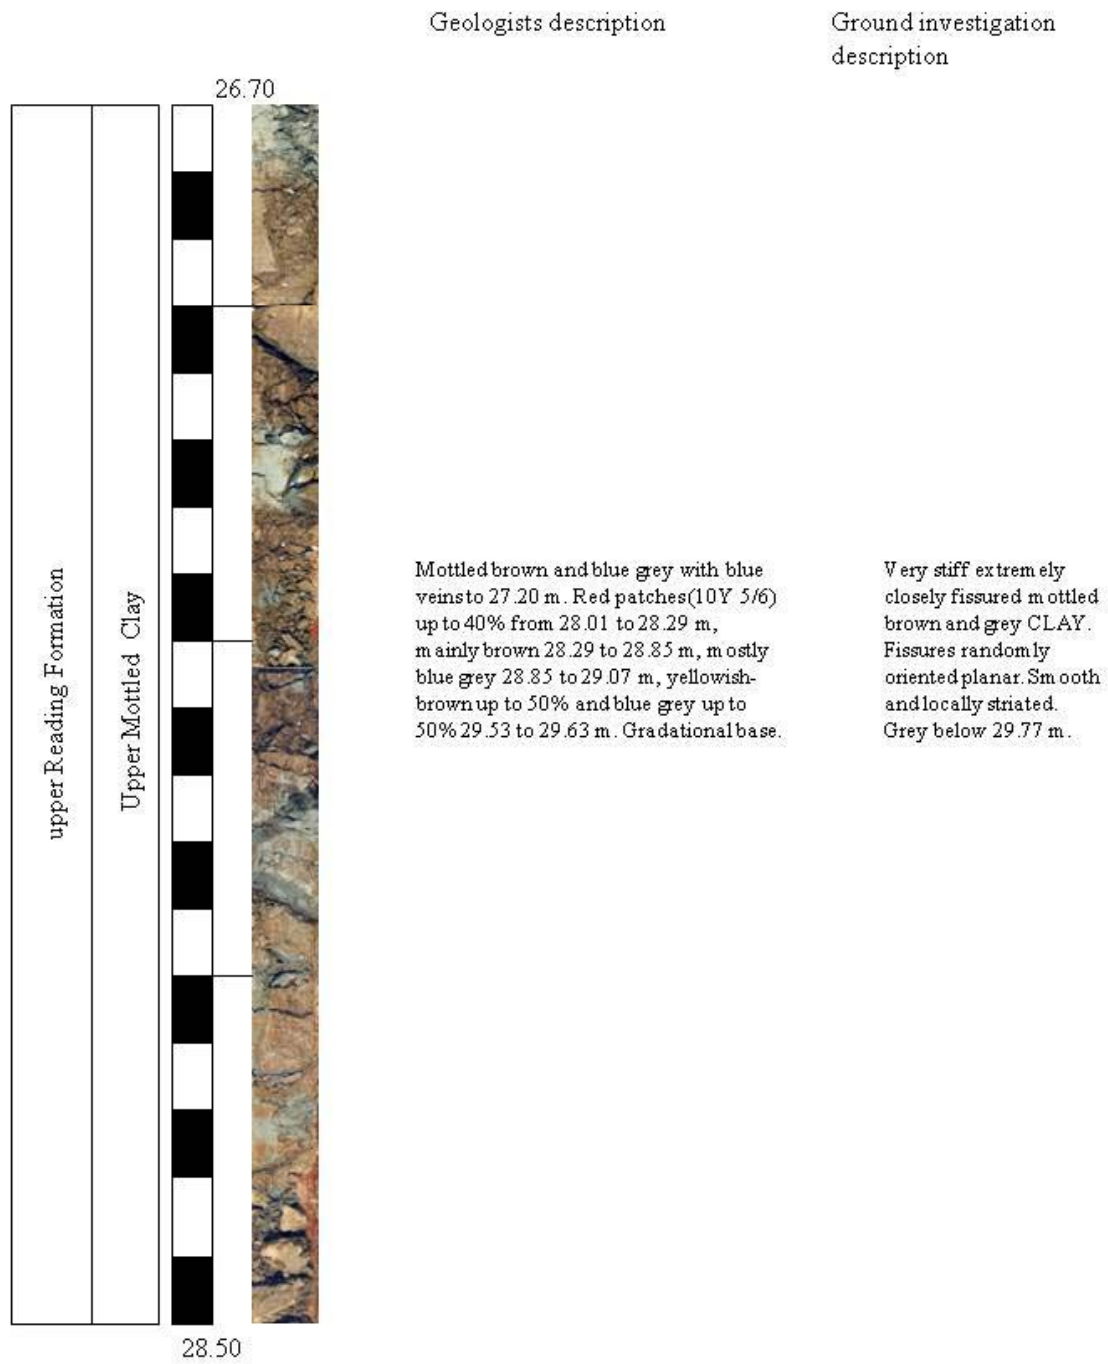 Geologists description
Ground investigation
description
26.70
upper Reading Formation
Upper Mottled Clay
Mottled brown and blue grey with blue
veins to 27.20 m. Red patches (10Y 5/6)
up to 40% from 28.01 to 28.29 m,
mainly brown 28.29 to 28.85 m, mostly
blue grey 28.85 to 29.07 m, yellowish-
brown up to 50% and blue grey up to
50% 29.53 to 29.63 m. Gradational base.
Very stiff extremely
closely fissured mottled
brown and grey CLAY.
Fissures randomly
oriented planar. Smooth
and locally striated.
Grey below 29.77 m.
28.50